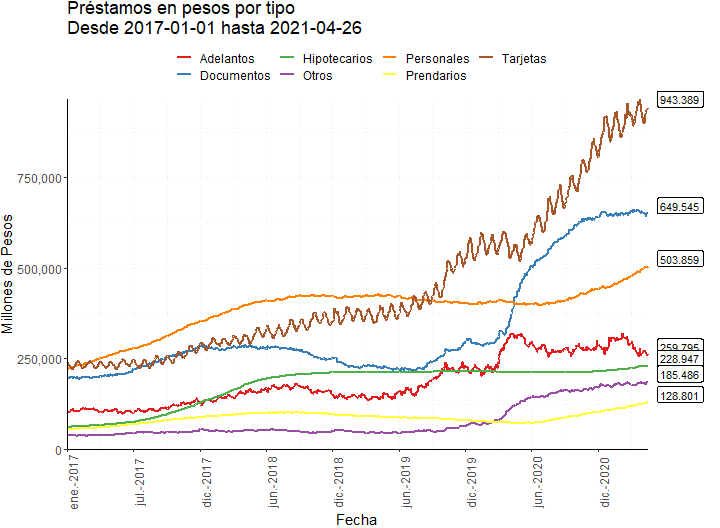 Préstamos en pesos por tipo
Desde 2017-01-01 hasta 2021-04-26
Adelantos
Hipotecarios
Personales
Tarjetas
Documentos
Otros
Prendarios
Millones de Pesos
750,000
500,000
250,000
0
943.389
649.545
503.859
259.795
228.947
185.486
128.801
ene.-2017
jul.-2017
dic.-2017
jun.-2018
dic.-2018
jun.-2019
dic.-2019
jun.-2020
dic.-2020
Fecha